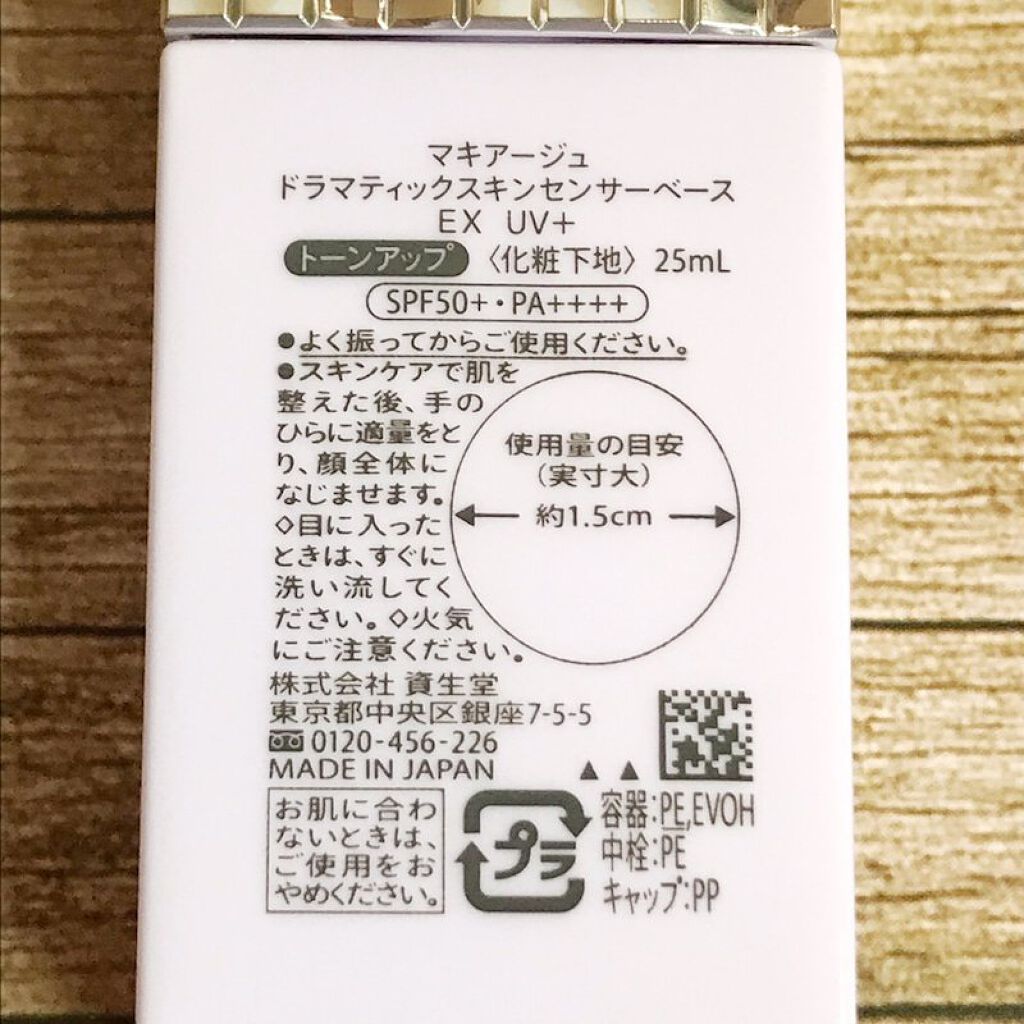 マキアージュ
ドラマティックスキンセンサーベース
EX UV+
トーンアップ 〈化粧下地〉 25mL
SPF50+・PA++++
●よく振ってからご使用ください。
●スキンケアで肌を
整えた後、手の
ひらに適量をと
り、顔全体に
なじませます。
◇目に入った
ときは、すぐに
洗い流してく
ださい。◇火気
にご注意ください。
使用量の目安
(実寸大)
約1.5cm
株式会社 資生堂
東京都中央区銀座7-5-5
0120-456-226
MADE IN JAPAN
お肌に合わ
ないときは、
ご使用をお
やめください。
プラ
容器:PE,EVOH
中栓:PE
キャップ:PP